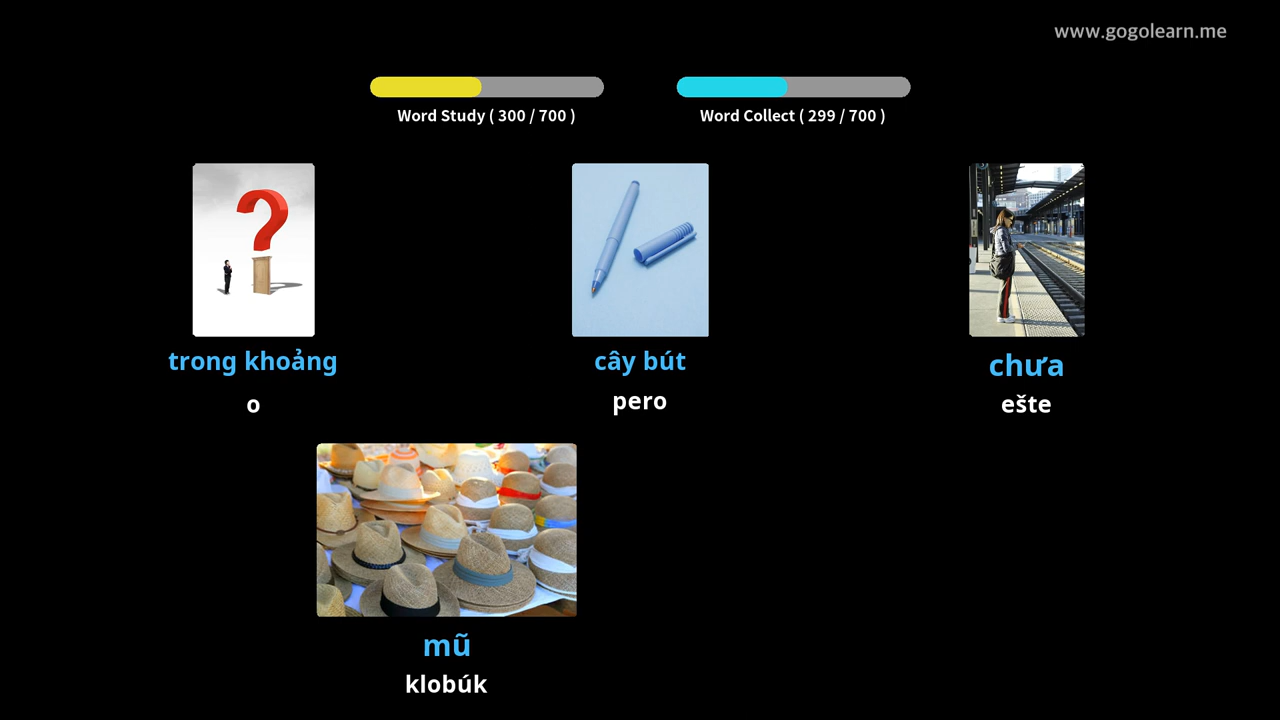 www.gogolearn.me
Word Study ( 300 / 700 )
Word Collect ( 299 / 700 )
trong khoảng
o
cây bút
pero
chưa
ešte
mũ
klobúk